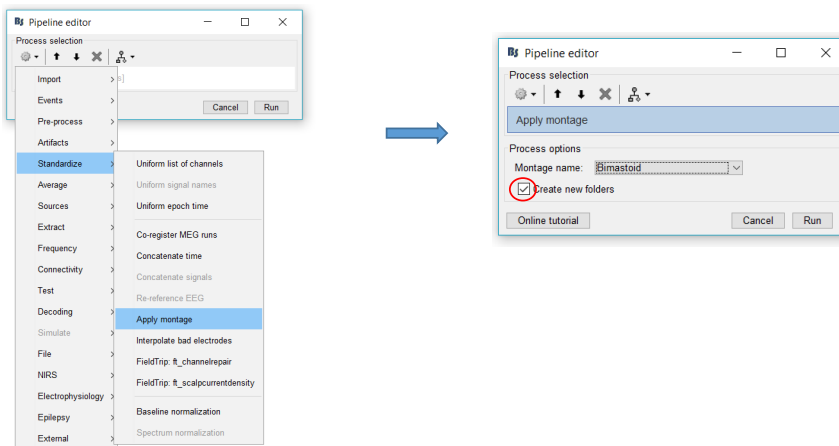 Bs Pipeline editor
Process selection
s]
Cancel Run
Import
Events
Pre-process
Artifacts
Standardize
Average
Sources
Extract
Frequency
Connectivity
Test
Decoding
Simulate
File
NIRS
Electrophysiology
Epilepsy
External
Uniform list of channels
Uniform signal names
Uniform epoch time
Co-register MEG runs
Concatenate time
Concatenate signals
Re-reference EEG
Apply montage
Interpolate bad electrodes
FieldTrip: ft_channelrepair
FieldTrip: ft_scalpcurrentdensity
Baseline normalization
Spectrum normalization
Bs Pipeline editor
Process selection
Apply montage
Process options
Montage name: Bimastoid
Create new folders
Online tutorial Cancel Run